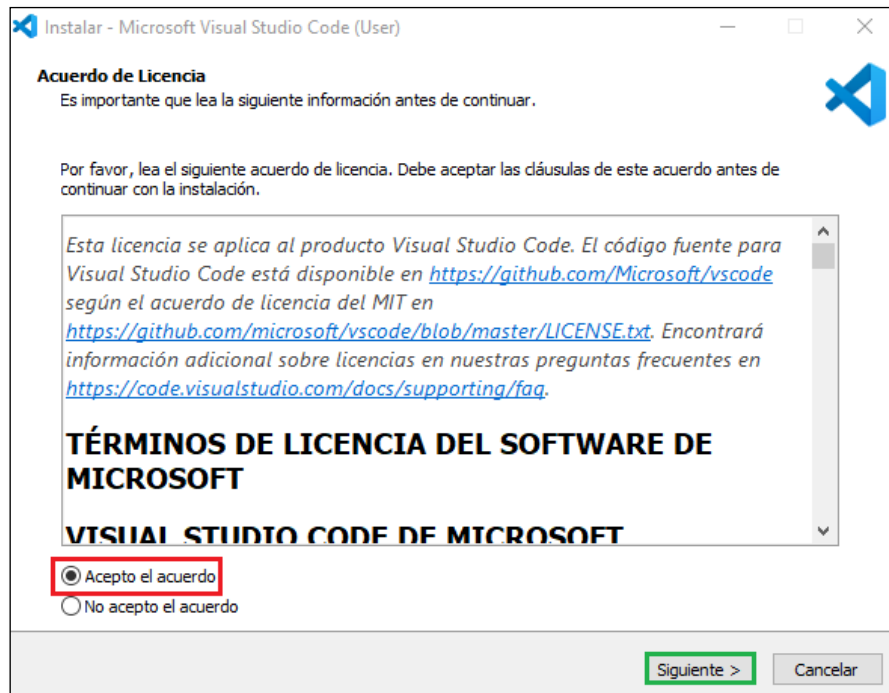 Instalar - Microsoft Visual Studio Code (User)
Acuerdo de Licencia
Es importante que lea la siguiente información antes de continuar.
Por favor, lea el siguiente acuerdo de licencia. Debe aceptar las cláusulas de este acuerdo antes de
continuar con la instalación.
Esta licencia se aplica al producto Visual Studio Code. El código fuente para
Visual Studio Code está disponible en https://github.com/Microsoft/vscode
según el acuerdo de licencia del MIT en
https://github.com/microsoft/vscode/blob/master/LICENSE.txt. Encontrará
información adicional sobre licencias en nuestras preguntas frecuentes en
https://code.visualstudio.com/docs/supporting/faq.
TÉRMINOS DE LICENCIA DEL SOFTWARE DE
MICROSOFT
VISUAL STUDIO CODE DE MICROSOFT
Acepto el acuerdo
No acepto el acuerdo
Siguiente >
Cancelar